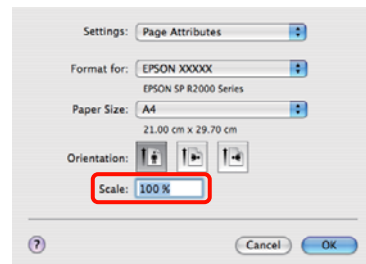 Settings: Page Attributes
Format for: EPSON XXXXX
EPSON SP R2000 Series
Paper Size: A4
21.00 cm x 29.70 cm
Orientation:
Scale: 100 %
? Cancel OK